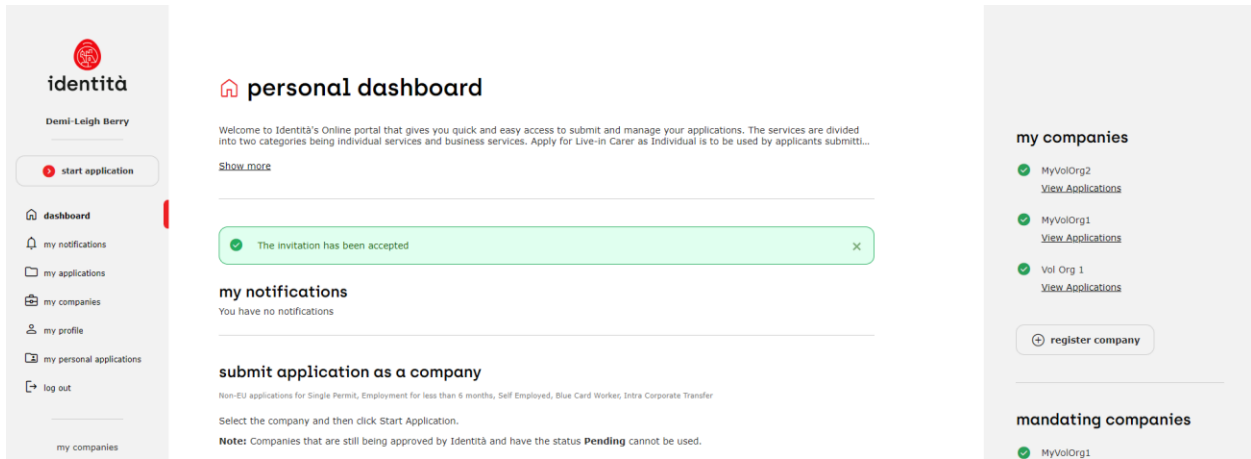 identità
Demi-Leigh Berry
start application
dashboard
my notifications
my applications
my companies
my profile
my personal applications
log out
my companies
personal dashboard
Welcome to Identità's Online portal that gives you quick and easy access to submit and manage your applications. The services are divided
into two categories being individual services and business services. Apply for Live-in Carer as Individual is to be used by applicants submitti...
Show more
The invitation has been accepted
my notifications
You have no notifications
submit application as a company
Non-EU applications for Single Permit, Employment for less than 6 months, Self Employed, Blue Card Worker, Intra Corporate Transfer
Select the company and then click Start Application.
Note: Companies that are still being approved by Identità and have the status Pending cannot be used.
my companies
MyVolOrg2
View Applications
MyVolOrg1
View Applications
Vol Org 1
View Applications
register company
mandating companies
MyVolOrg1